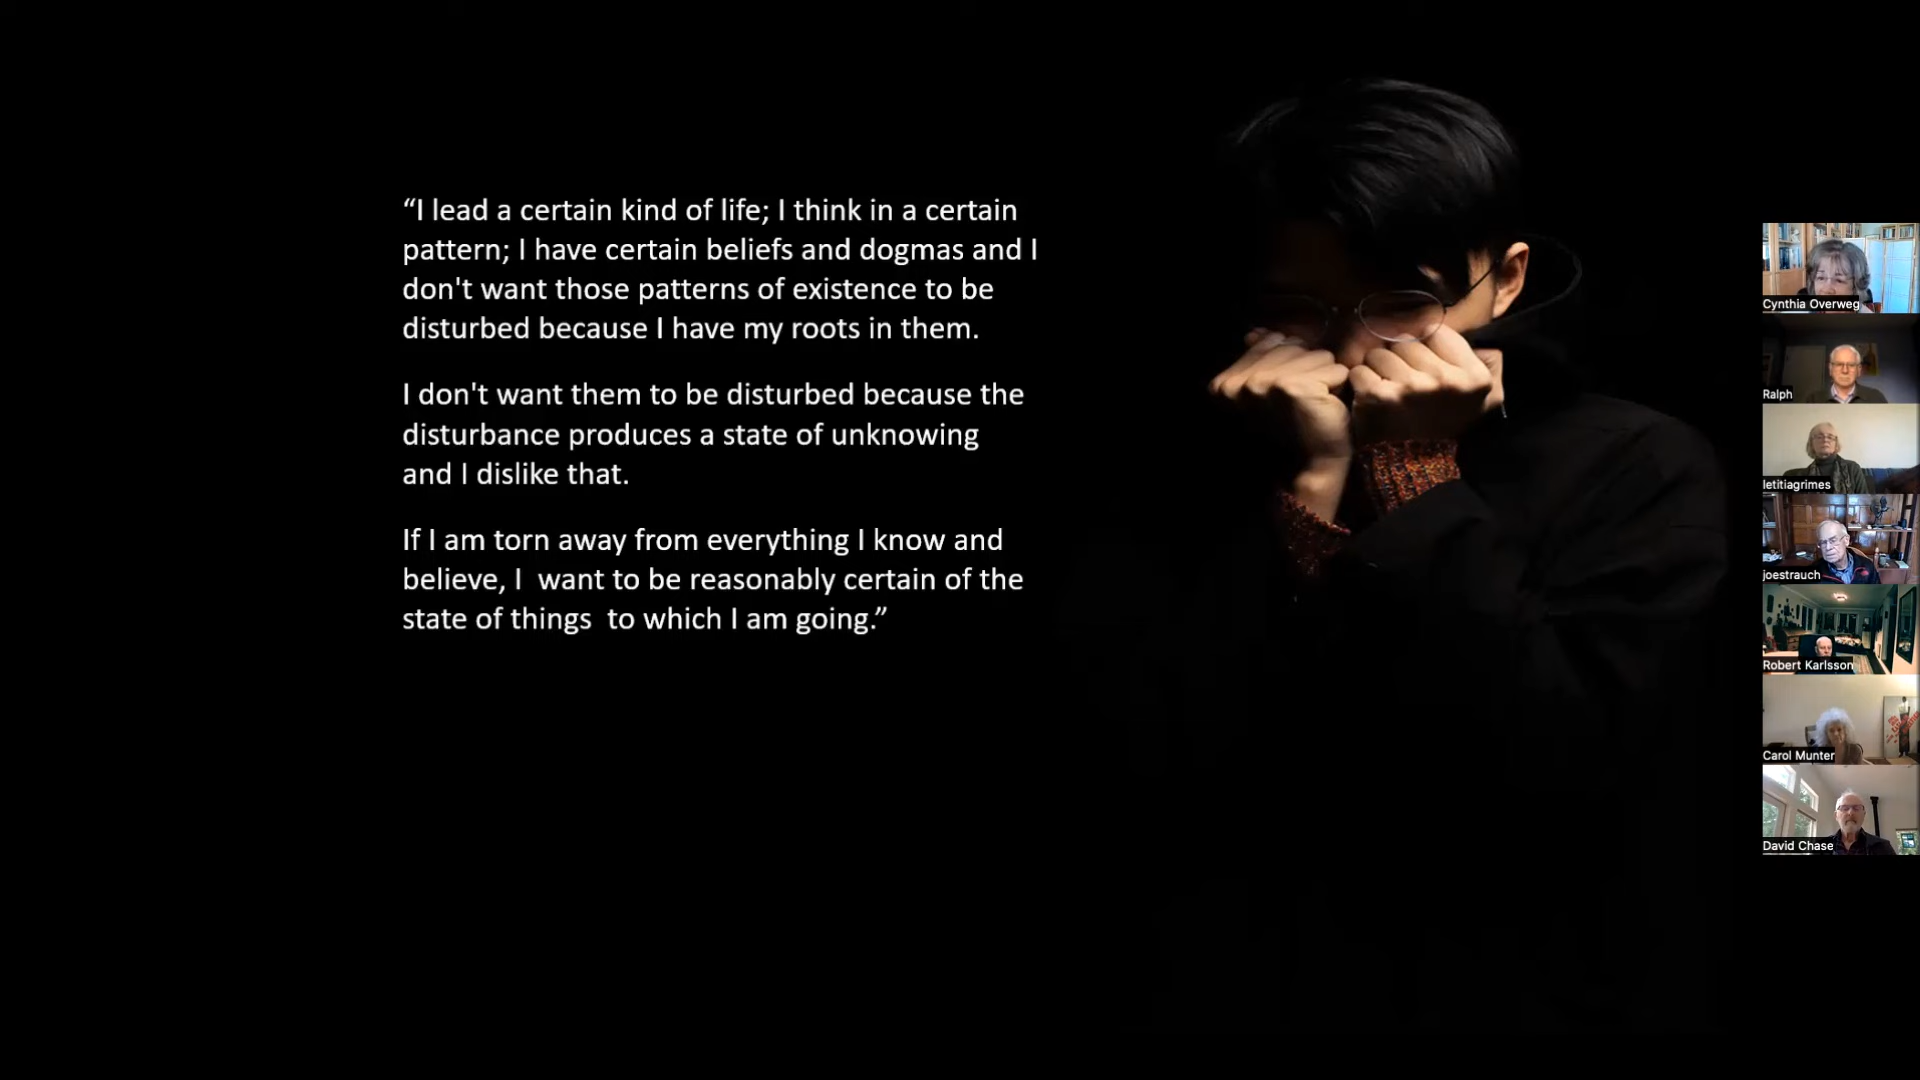 “I lead a certain kind of life; I think in a certain
pattern; I have certain beliefs and dogmas and I
don't want those patterns of existence to be
disturbed because I have my roots in them.
I don't want them to be disturbed because the
disturbance produces a state of unknowing
and I dislike that.
If I am torn away from everything I know and
believe, I  want to be reasonably certain of the
state of things  to which I am going.”
Cynthia Overweg
Ralph
letitiagrimes
joestrauch
Robert Karlsson
Carol Munter
David Chase